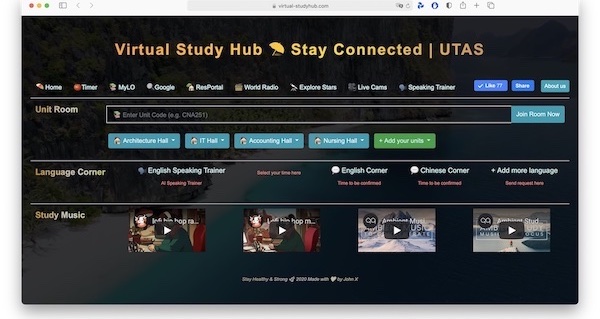 virtual-studyhub.com
Virtual Study Hub ⛱ Stay Connected | UTAS
Home Timer MyLO Google ResPortal World Radio Explore Stars Live Cams Speaking Trainer Like 77 Share About us
Unit Room
Enter Unit Code (e.g. CNA251) Join Room Now
Architecture Hall IT Hall Accounting Hall Nursing Hall + Add your units
Language Corner English Speaking Trainer Select your time here English Corner Chinese Corner + Add more language
AI Speaking Trainer Time to be confirmed Time to be confirmed Send request here
Study Music
lofi hip hop ra... lofi hip hop m... Ambient Musi... Ambient Stud...
Stay Healthy & Strong 2020 Made with by John X